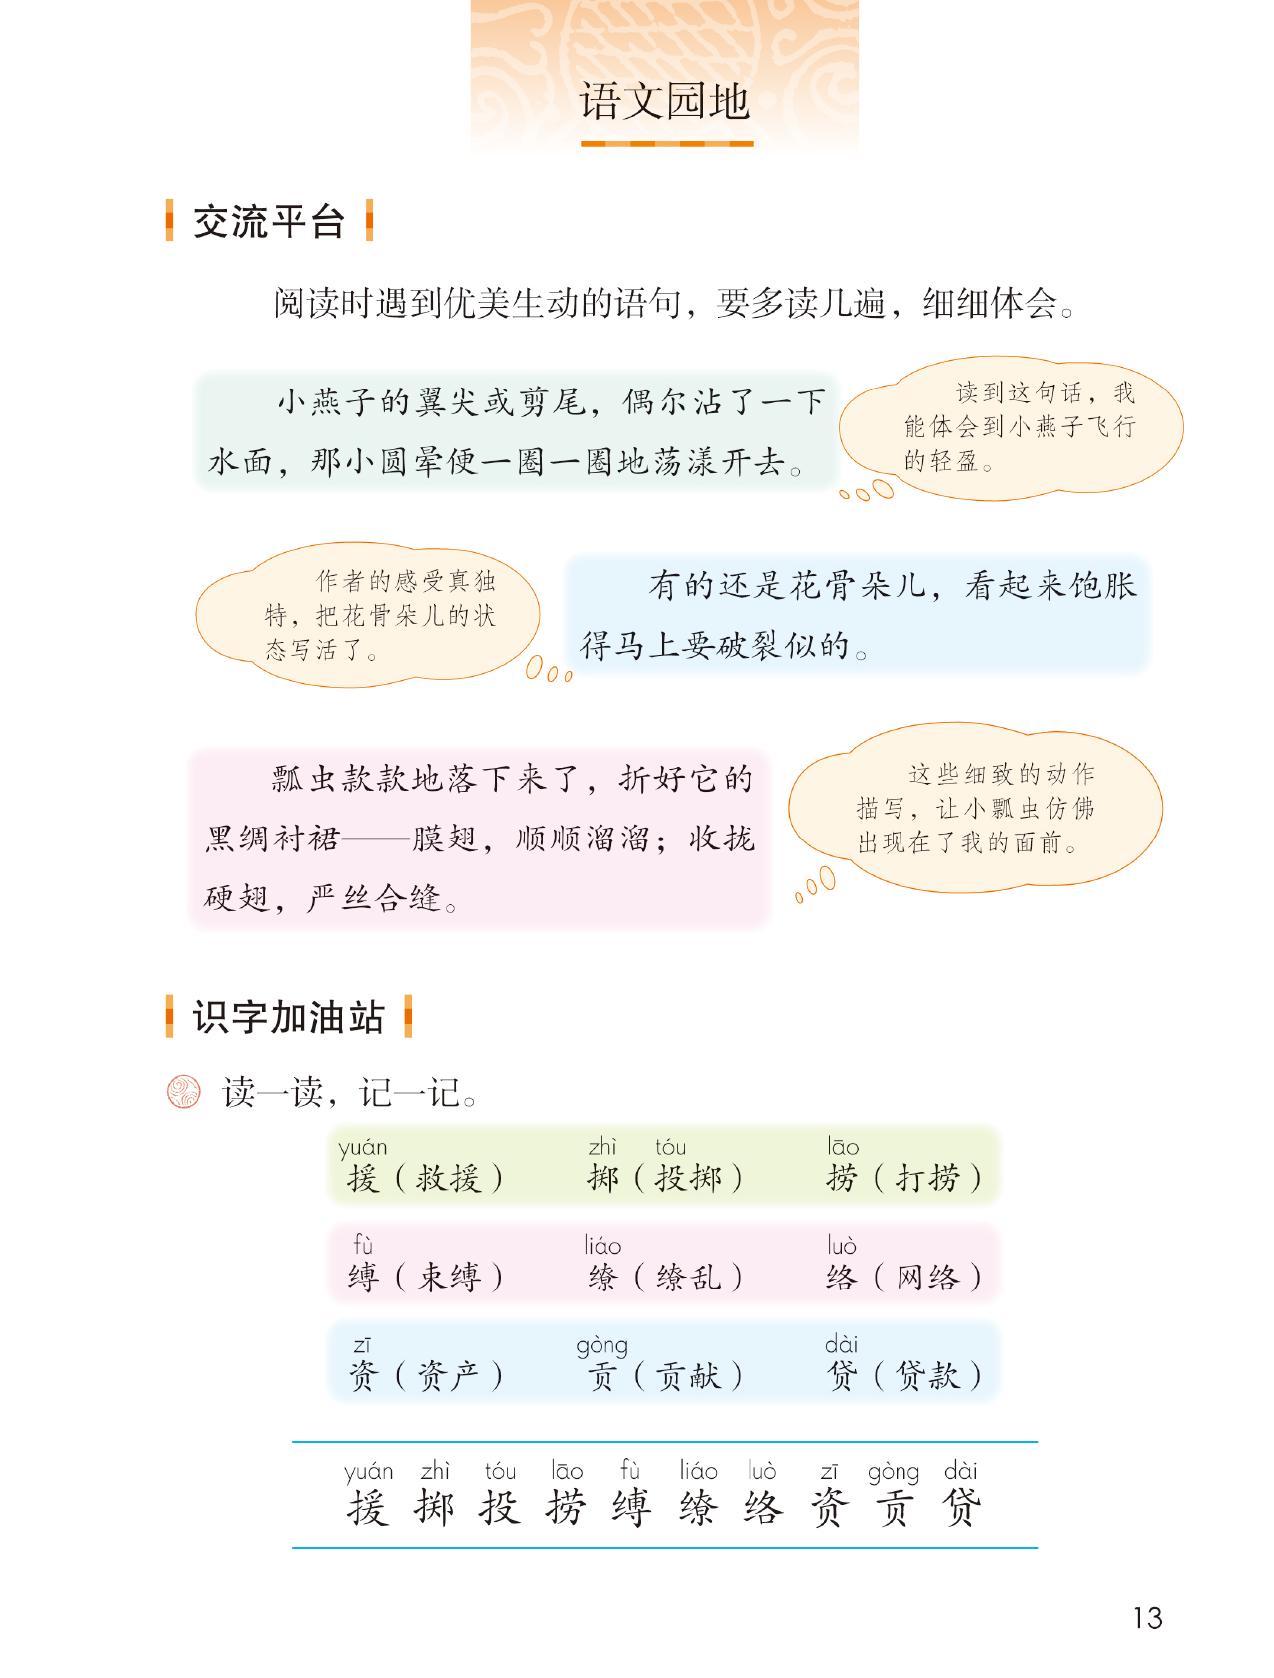 语文园地
交流平台
阅读时遇到优美生动的语句，要多读几遍，细细体会。
小燕子的翼尖或剪尾，偶尔沾了一下
水面，那小圆晕便一圈一圈地荡漾开去。
读到这句话，我
能体会到小燕子飞行
的轻盈。
作者的感受真独
特，把花骨朵儿的状
态写活了。
有的还是花骨朵儿，看起来饱胀
得马上要破裂似的。
瓢虫款款地落下来了，折好它的
黑绸衬裙——膜翅，顺顺溜溜；收拢
硬翅，严丝合缝。
这些细致的动作
描写，让小瓢虫仿佛
出现在了我的面前。
识字加油站
读一读，记一记。
yuán zhì tóu lāo
援（救援） 掷（投掷） 捞（打捞）
fù liáo luò
缚（束缚） 缭（缭乱） 络（网络）
zī gòng dài
资（资产） 贡（贡献） 贷（贷款）
yuán zhì tóu lāo fù liáo luò zī gòng dài
援 掷 投 捞 缚 缭 络 资 贡 贷
13